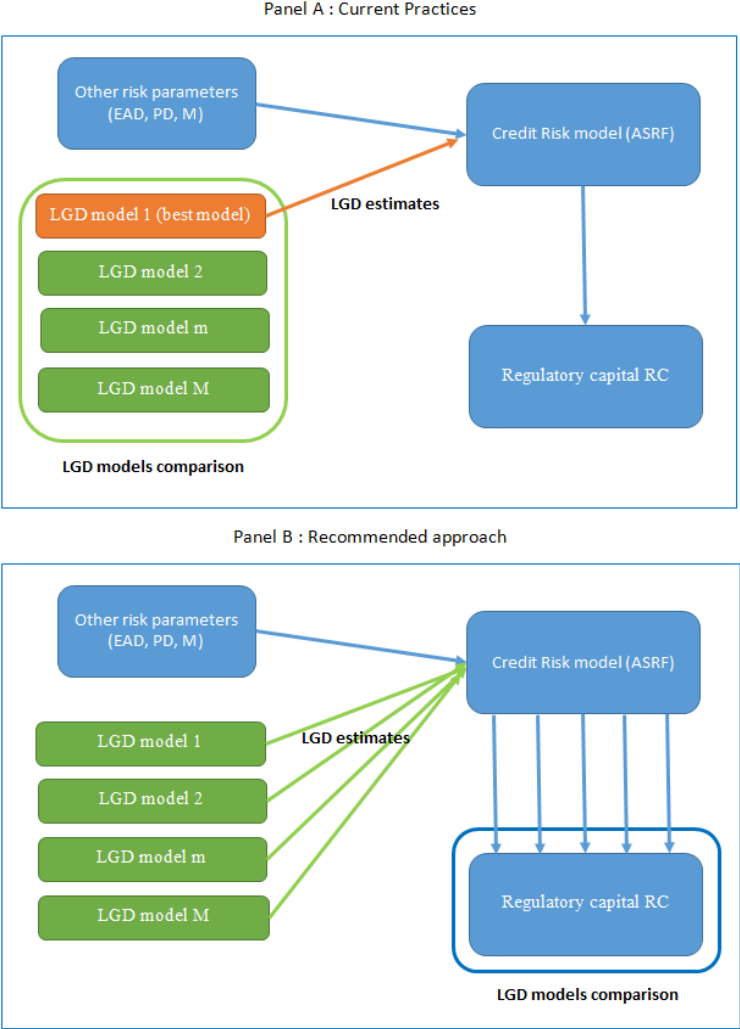 Panel A : Current Practices
Other risk parameters
(EAD, PD, M)
Credit Risk model (ASRF)
LGD model 1 (best model)
LGD estimates
LGD model 2
LGD model m
LGD model M
Regulatory capital RC
LGD models comparison
Panel B : Recommended approach
Other risk parameters
(EAD, PD, M)
Credit Risk model (ASRF)
LGD model 1
LGD estimates
LGD model 2
LGD model m
LGD model M
Regulatory capital RC
LGD models comparison